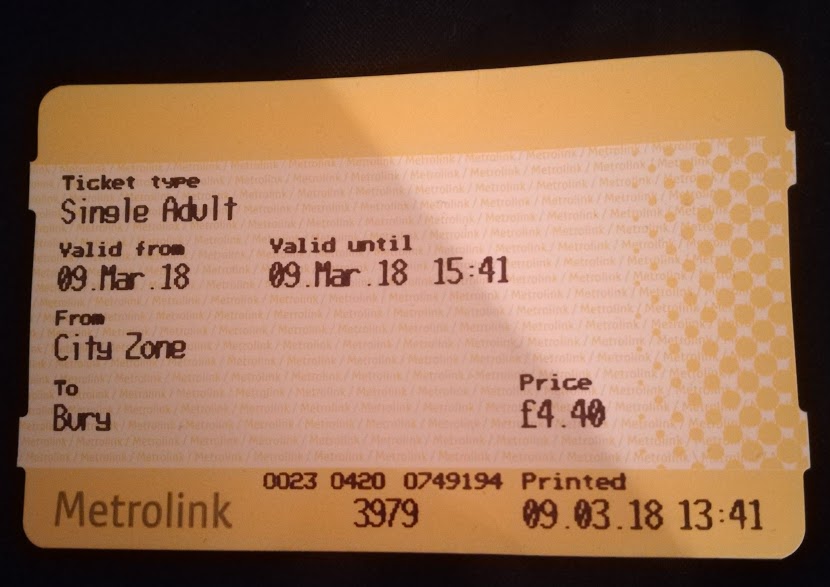 Ticket type
Single Adult
Valid from Valid until
09.Mar.18 09.Mar.18 15:41
From
City Zone
To Price
Bury £4.40
0023 0420 0749194 Printed
Metrolink 3979 09.03.18 13:41